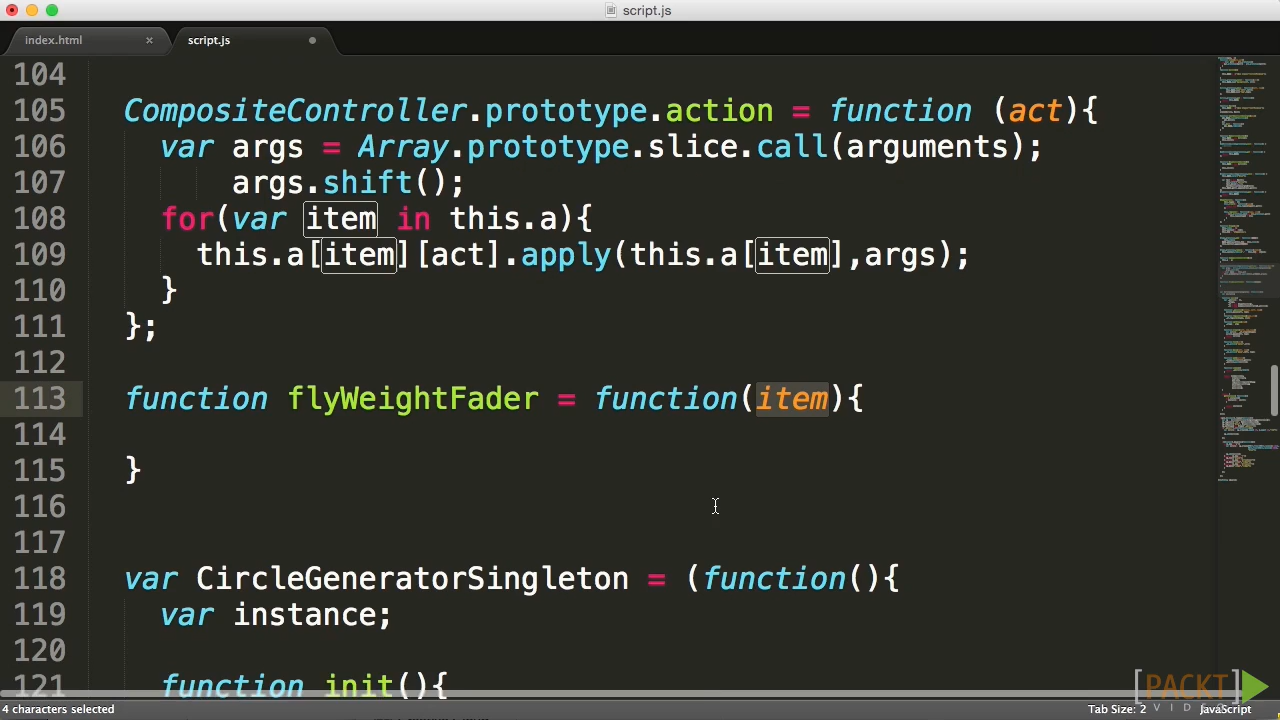 script.js
index.html × script.js
104
105 CompositeController.prototype.action = function (act){
106 var args = Array.prototype.slice.call(arguments);
107 args.shift();
108 for(var item in this.a){
109 this.a[item][act].apply(this.a[item],args);
110 }
111 };
112
113 function flyWeightFader = function(item){
114
115 }
116
117
118 var CircleGeneratorSingleton = (function(){
119 var instance;
120
121 function init(){
[PACKT]
VIDEO
4 characters selected Tab Size: 2 JavaScript